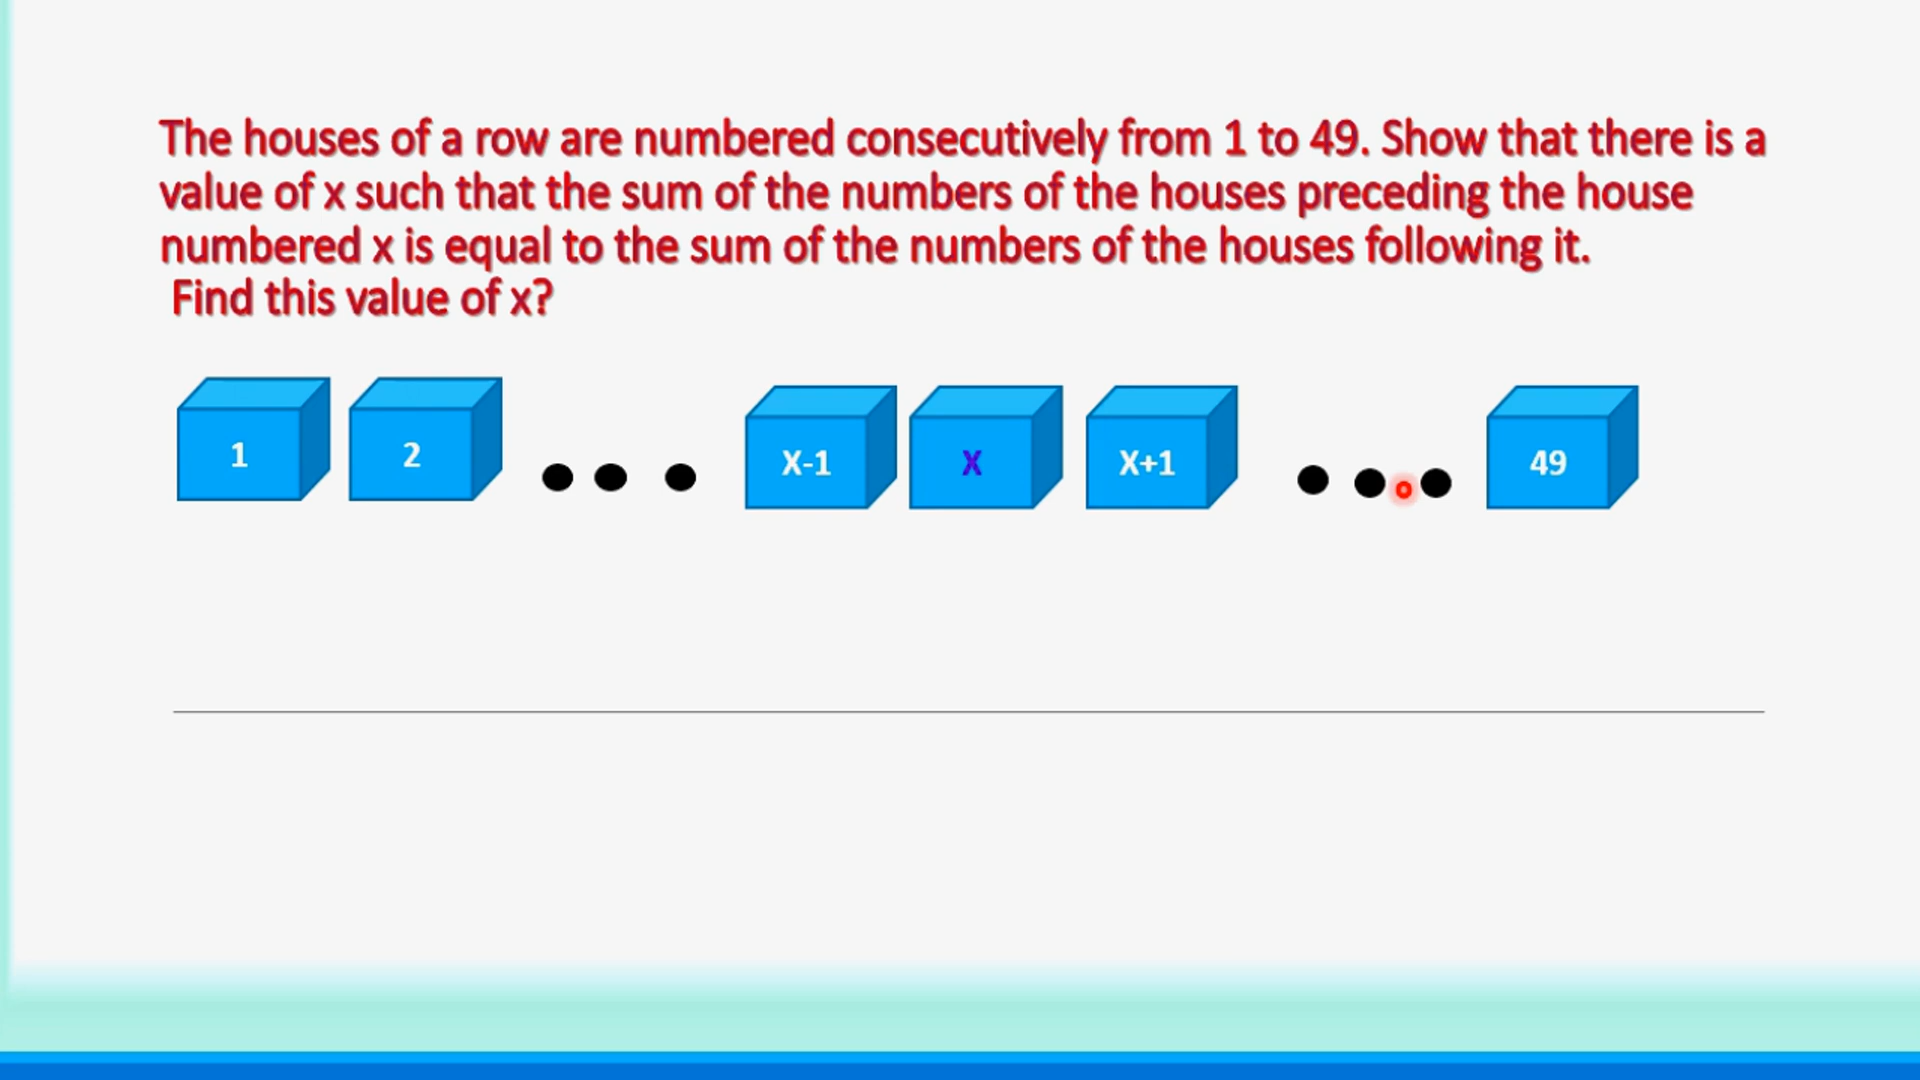 The houses of a row are numbered consecutively from 1 to 49. Show that there is a
value of x such that the sum of the numbers of the houses preceding the house
numbered x is equal to the sum of the numbers of the houses following it.
Find this value of x?
1 2 X-1 X X+1 49